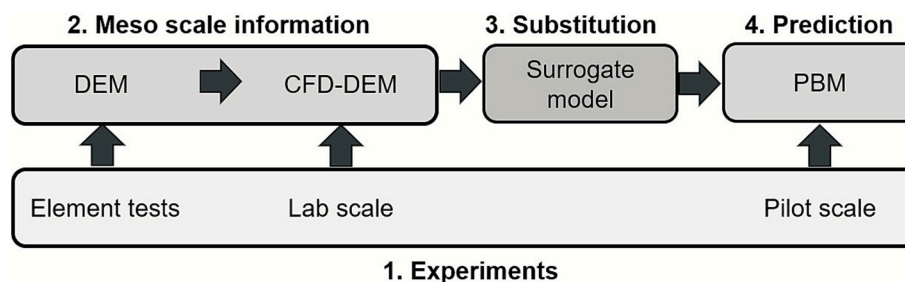 2. Meso scale information
3. Substitution
4. Prediction
DEM
CFD-DEM
Surrogate
model
PBM
Element tests
Lab scale
Pilot scale
1. Experiments